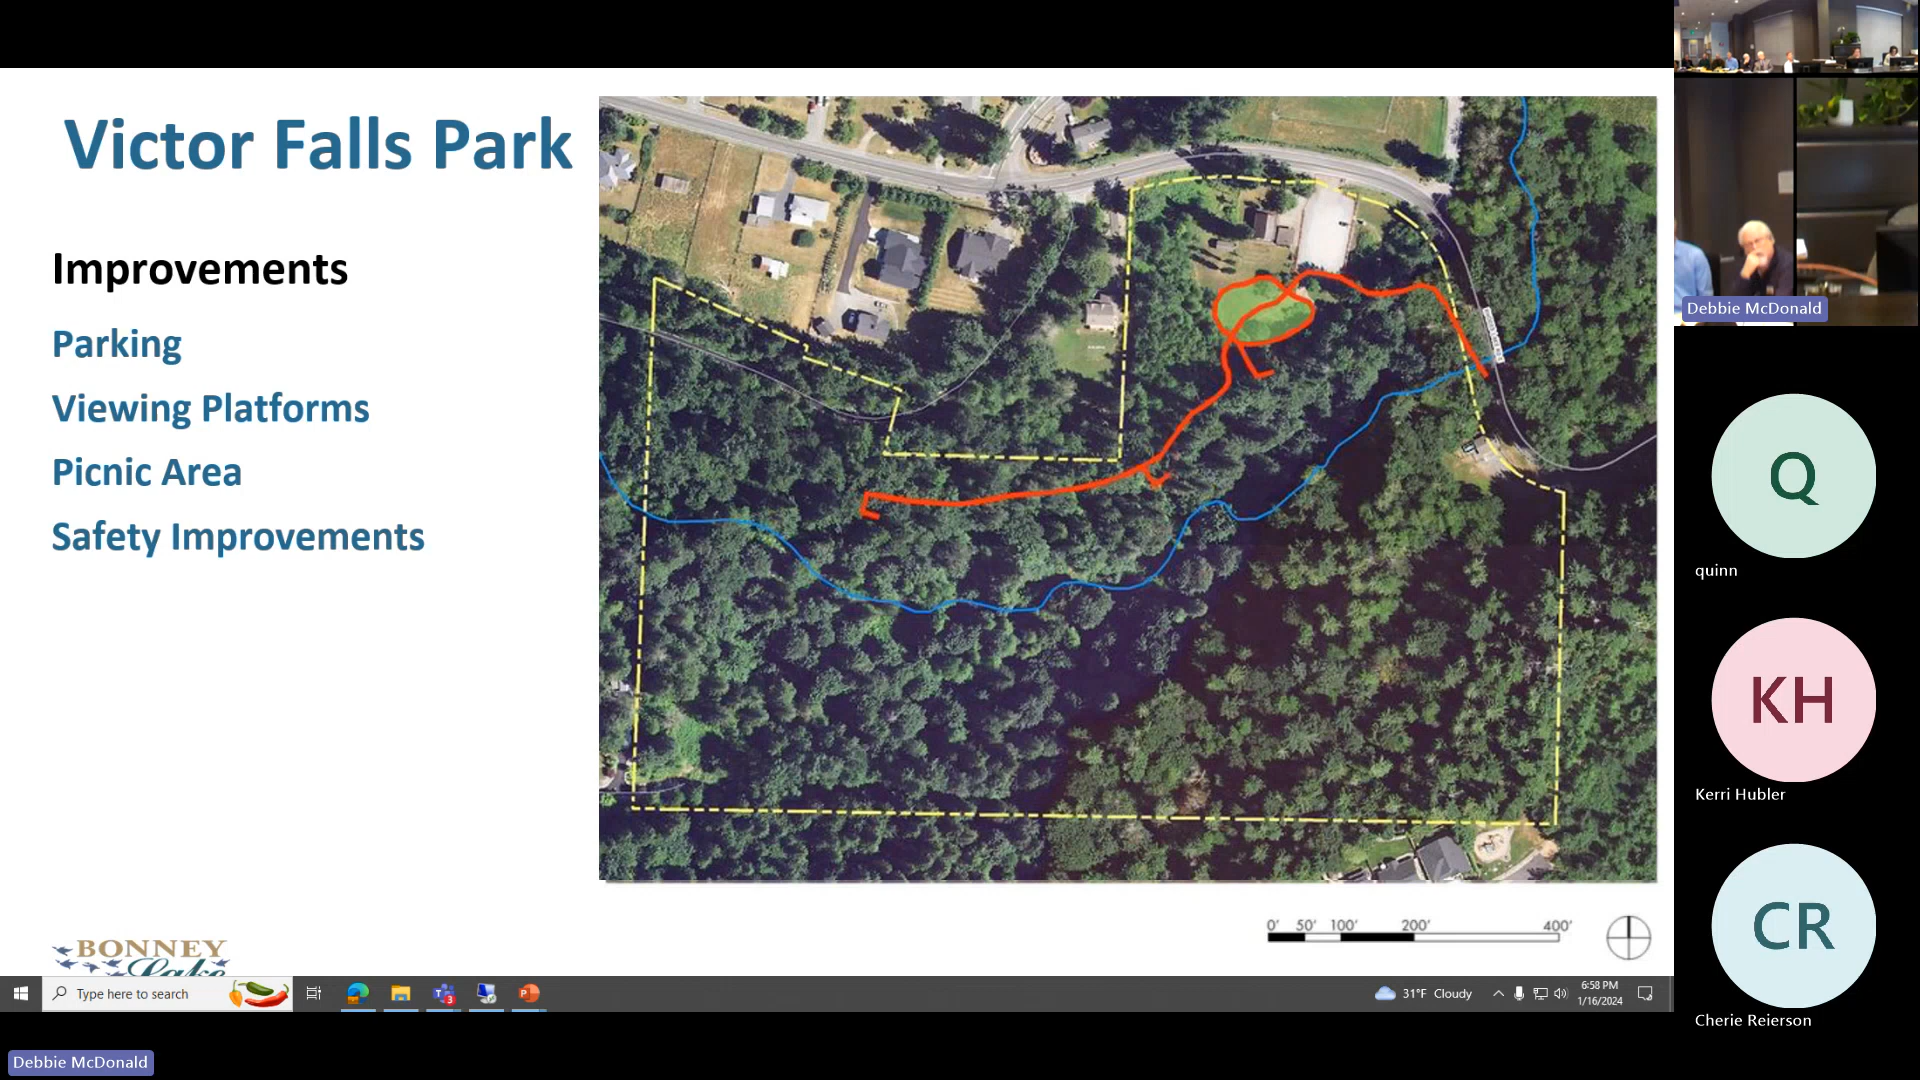 Victor Falls Park
Improvements
Parking
Viewing Platforms
Picnic Area
Safety Improvements
0' 50' 100' 200' 400'
BONNEY
Lake
Type here to search
3
P
31°F Cloudy
6:58 PM
1/16/2024
Debbie McDonald
Debbie McDonald
Q
quinn
KH
Kerri Hubler
CR
Cherie Reierson